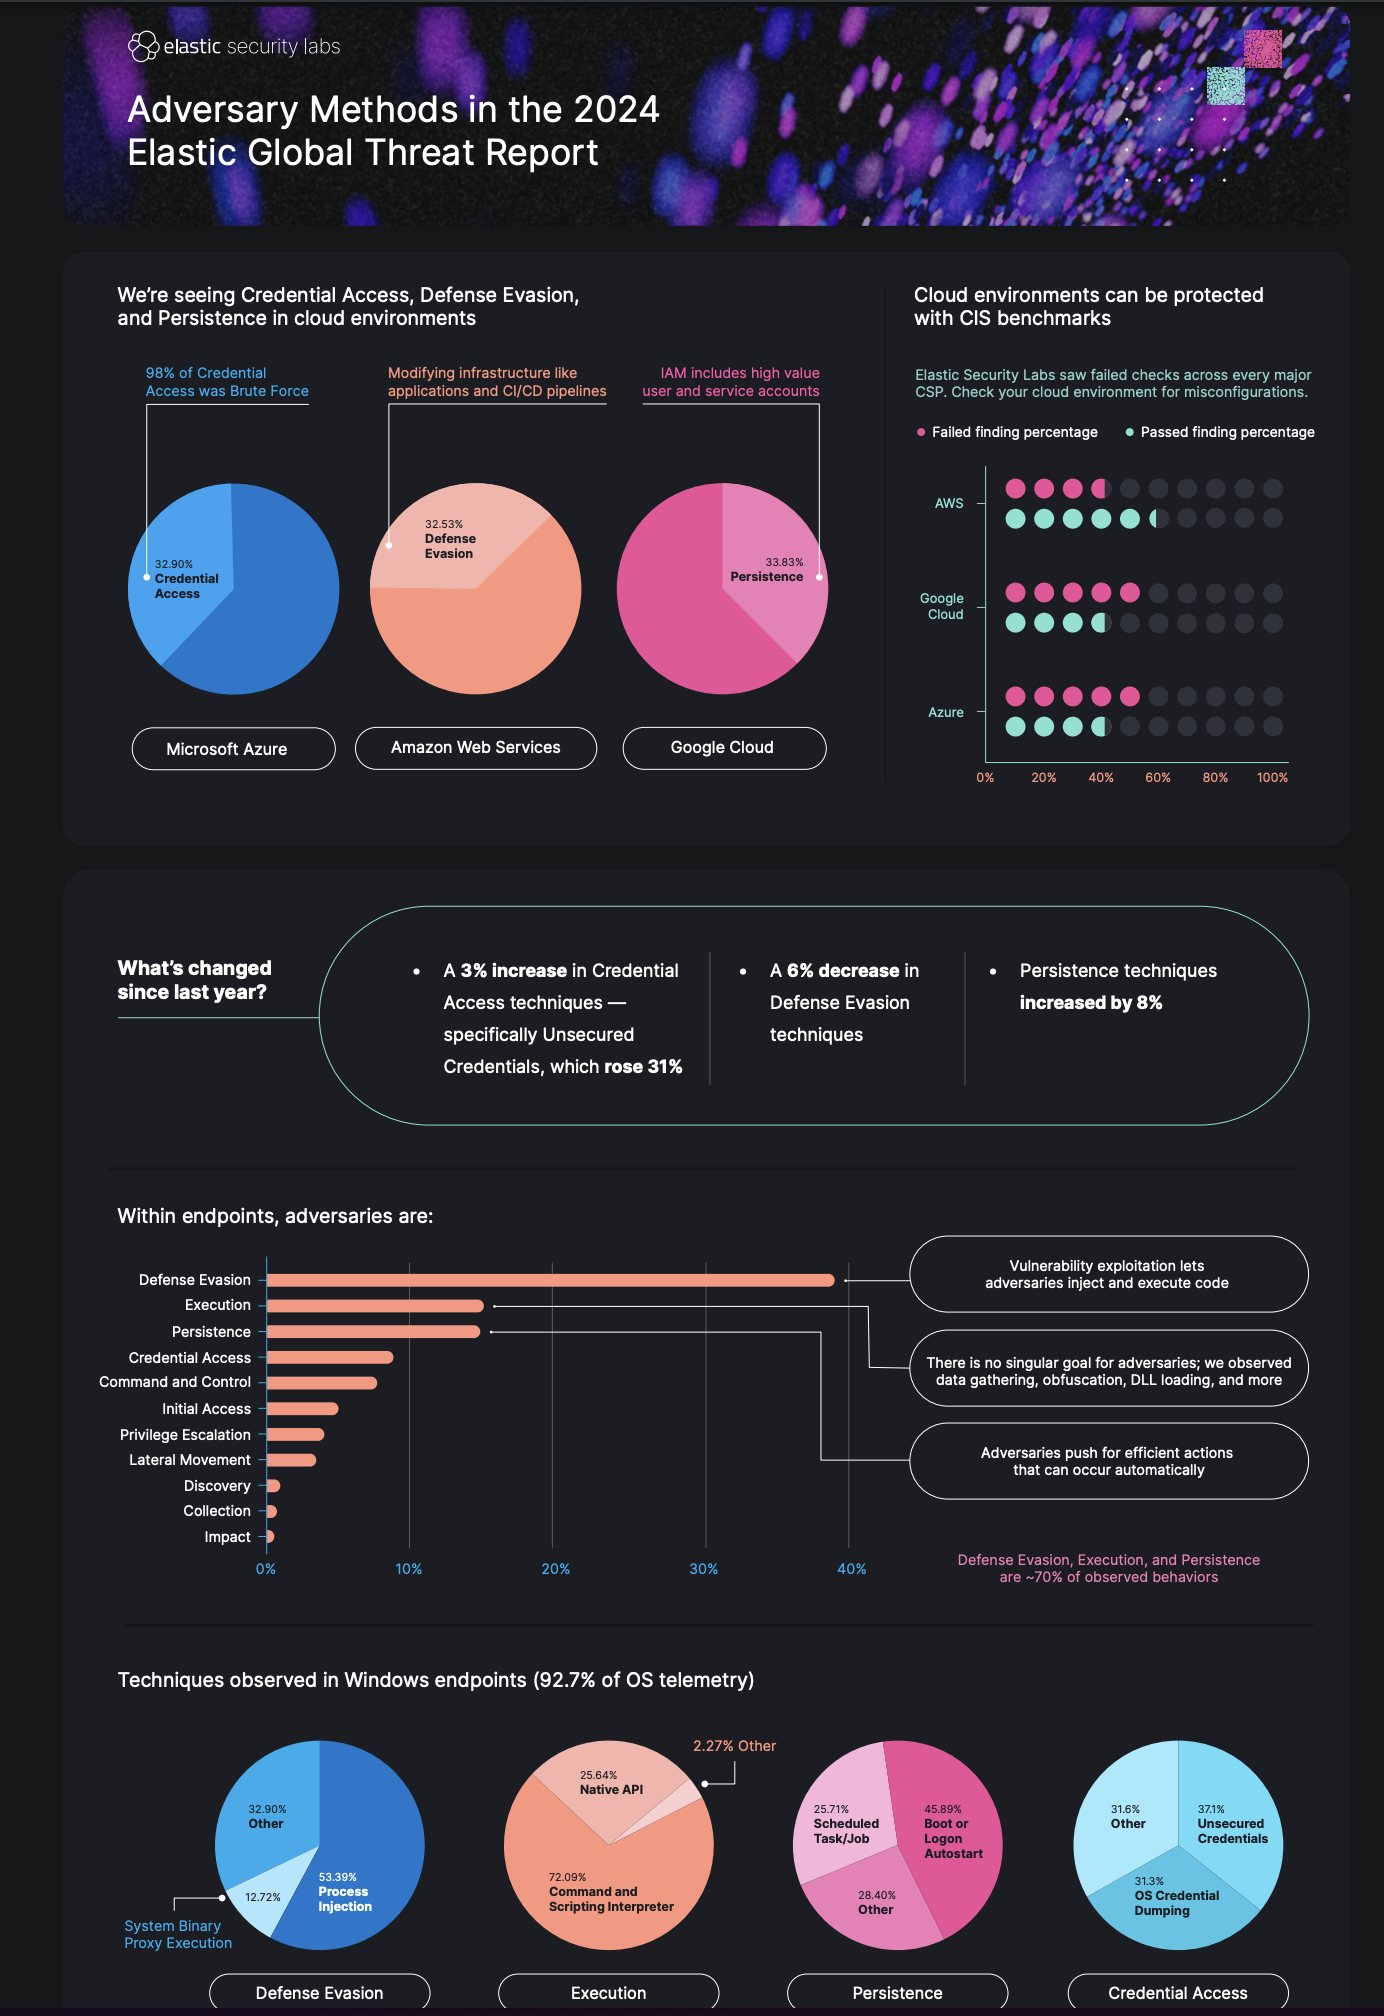 elastic security labs
Adversary Methods in the 2024
Elastic Global Threat Report
We're seeing Credential Access, Defense Evasion,
and Persistence in cloud environments
98% of Credential
Access was Brute Force
Modifying infrastructure like
applications and CI/CD pipelines
IAM includes high value
user and service accounts
32.90%
Credential
Access
32.53%
Defense
Evasion
33.83%
Persistence
Microsoft Azure
Amazon Web Services
Google Cloud
Cloud environments can be protected
with CIS benchmarks
Elastic Security Labs saw failed checks across every major
CSP. Check your cloud environment for misconfigurations.
Failed finding percentage
Passed finding percentage
AWS
Google
Cloud
Azure
0% 20% 40% 60% 80% 100%
What's changed
since last year?
• A 3% increase in Credential
Access techniques —
specifically Unsecured
Credentials, which rose 31%
• A 6% decrease in
Defense Evasion
techniques
• Persistence techniques
increased by 8%
Within endpoints, adversaries are:
Defense Evasion
Execution
Persistence
Credential Access
Command and Control
Initial Access
Privilege Escalation
Lateral Movement
Discovery
Collection
Impact
0% 10% 20% 30% 40%
Vulnerability exploitation lets
adversaries inject and execute code
There is no singular goal for adversaries; we observed
data gathering, obfuscation, DLL loading, and more
Adversaries push for efficient actions
that can occur automatically
Defense Evasion, Execution, and Persistence
are ~70% of observed behaviors
Techniques observed in Windows endpoints (92.7% of OS telemetry)
32.90%
Other
53.39%
Process
Injection
12.72%
System Binary
Proxy Execution
Defense Evasion
2.27% Other
25.64%
Native API
72.09%
Command and
Scripting Interpreter
Execution
25.71%
Scheduled
Task/Job
45.89%
Boot or
Logon
Autostart
28.40%
Other
Persistence
31.6%
Other
37.1%
Unsecured
Credentials
31.3%
OS Credential
Dumping
Credential Access